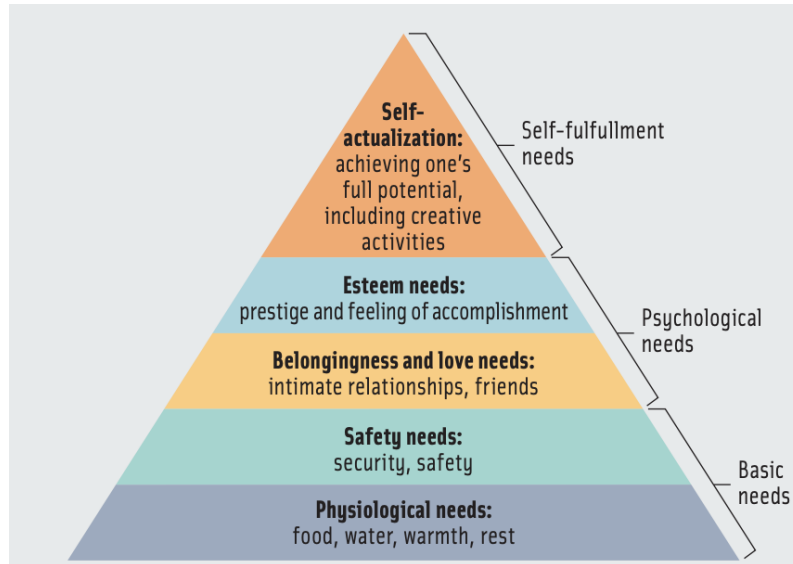 Self-
actualization:
achieving one's
full potential,
including creative
activities
Self-fulfullment
needs
Esteem needs:
prestige and feeling of accomplishment
Psychological
needs
Belongingness and love needs:
intimate relationships, friends
Safety needs:
security, safety
Basic
needs
Physiological needs:
food, water, warmth, rest